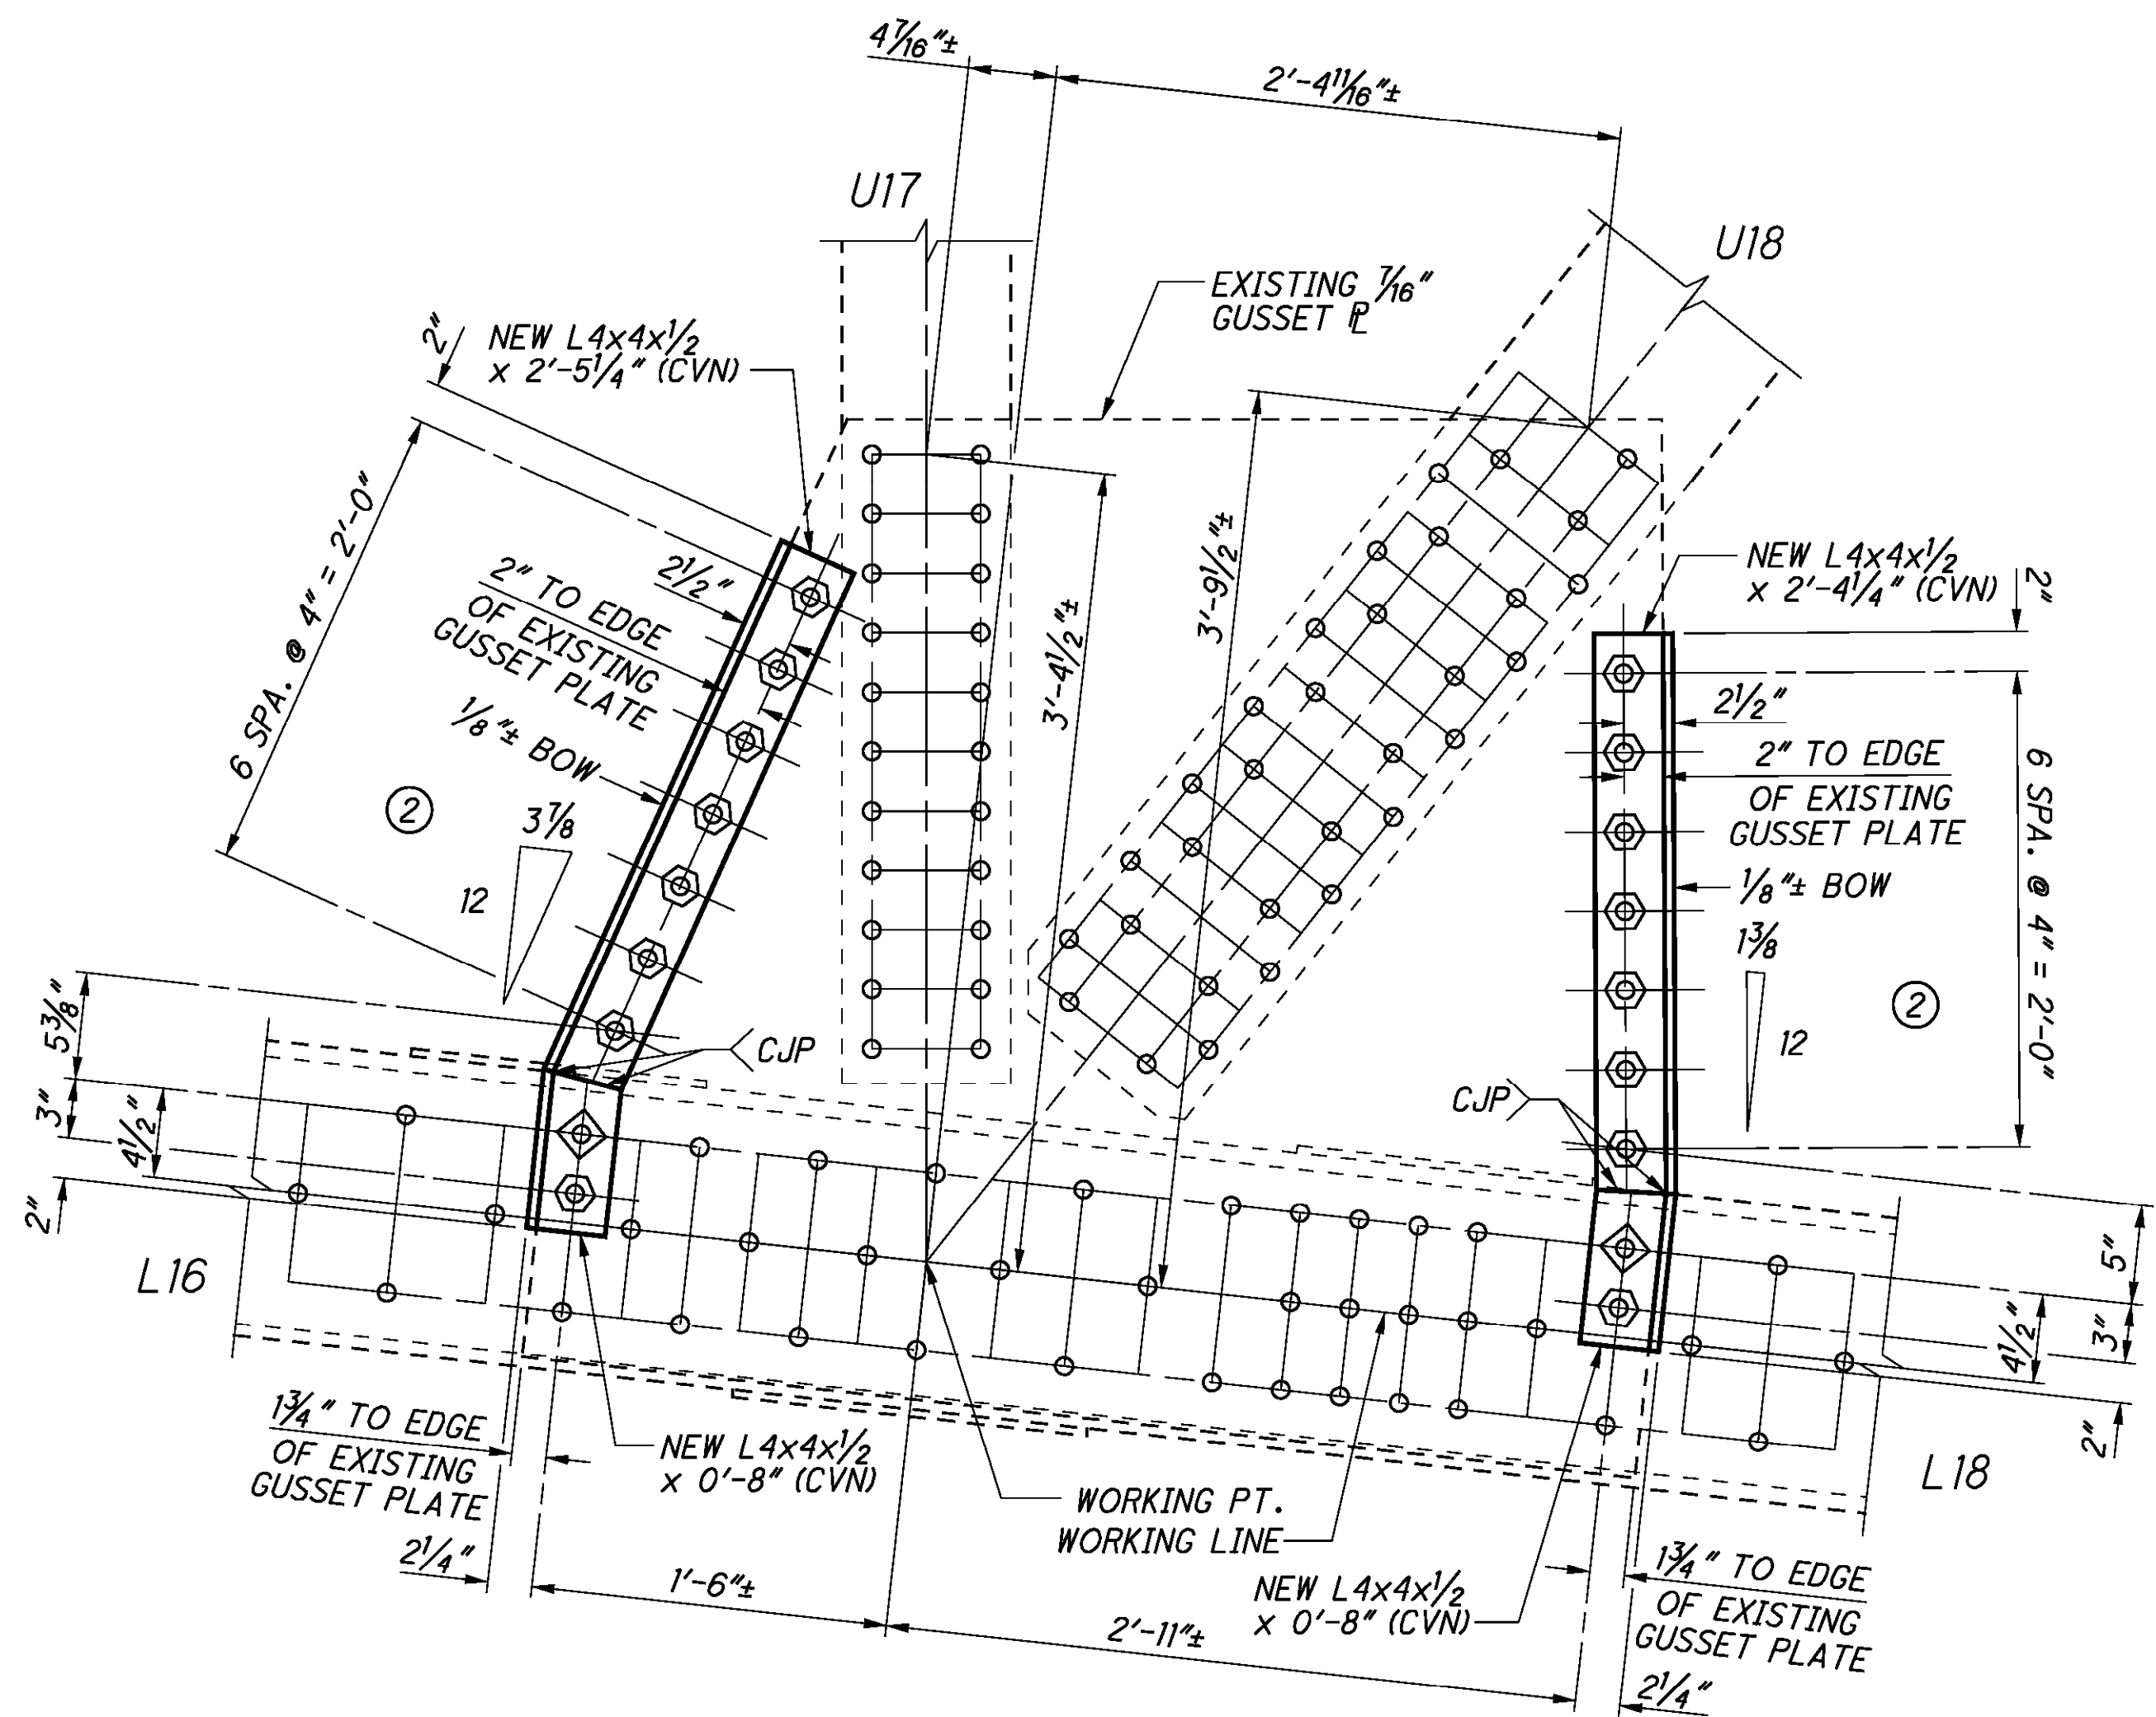 4 7/16"±
2'-4 11/16"±
U17
U18
EXISTING 7/16"
GUSSET ℙL
2"
NEW L4x4x1/2
x 2'-5 1/4" (CVN)
6 SPA. @ 4" = 2'-0"
2 1/2"
2" TO EDGE
OF EXISTING
GUSSET PLATE
1/8"± BOW
2
3 7/8
12
3'-4 1/2"±
3'-9 1/2"±
NEW L4x4x1/2
x 2'-4 1/4" (CVN)
2"
2 1/2"
2" TO EDGE
OF EXISTING
GUSSET PLATE
1/8"± BOW
6 SPA. @ 4" = 2'-0"
1 3/8
12
2
5 3/8"
3"
4 1/2"
2"
CJP
CJP
L16
5"
3"
4 1/2"
2"
L18
1 3/4" TO EDGE
OF EXISTING
GUSSET PLATE
2 1/4"
NEW L4x4x1/2
x 0'-8" (CVN)
WORKING PT.
WORKING LINE
1'-6"±
2'-11"±
NEW L4x4x1/2
x 0'-8" (CVN)
1 3/4" TO EDGE
OF EXISTING
GUSSET PLATE
2 1/4"